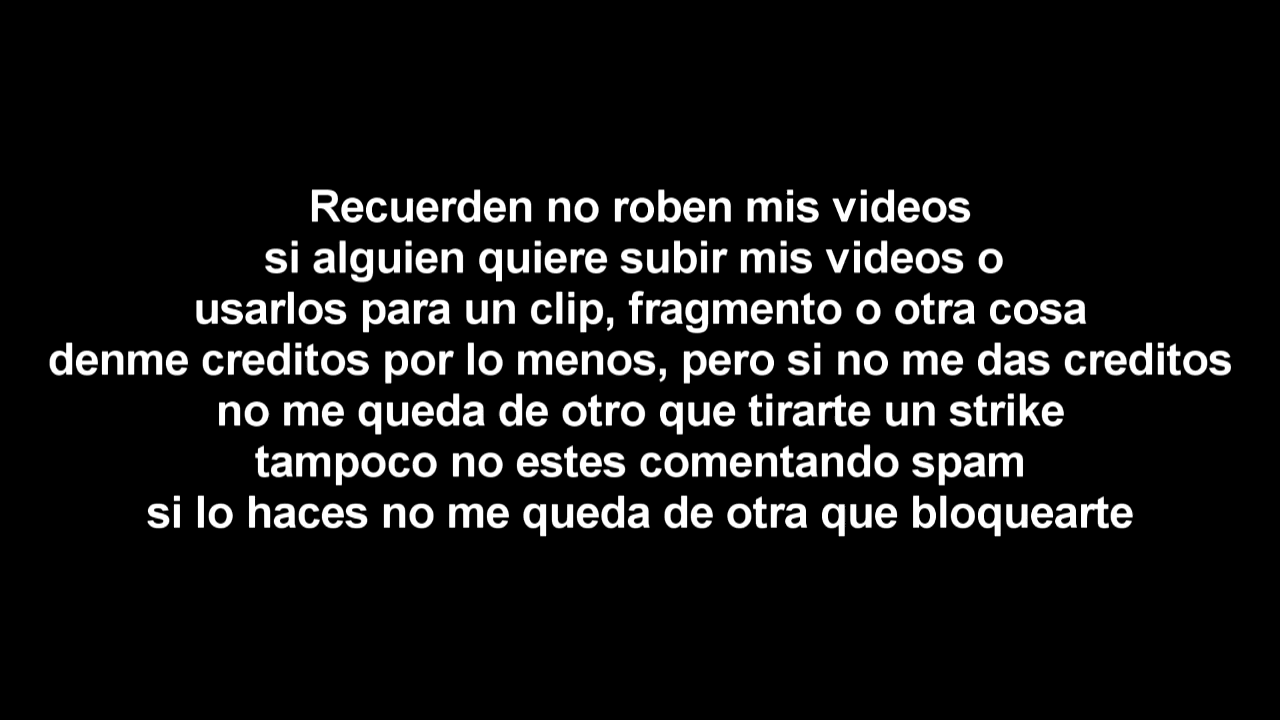 Recuerden no roben mis videos
si alguien quiere subir mis videos o
usarlos para un clip, fragmento o otra cosa
denme creditos por lo menos, pero si no me das creditos
no me queda de otro que tirarte un strike
tampoco no estes comentando spam
si lo haces no me queda de otra que bloquearte